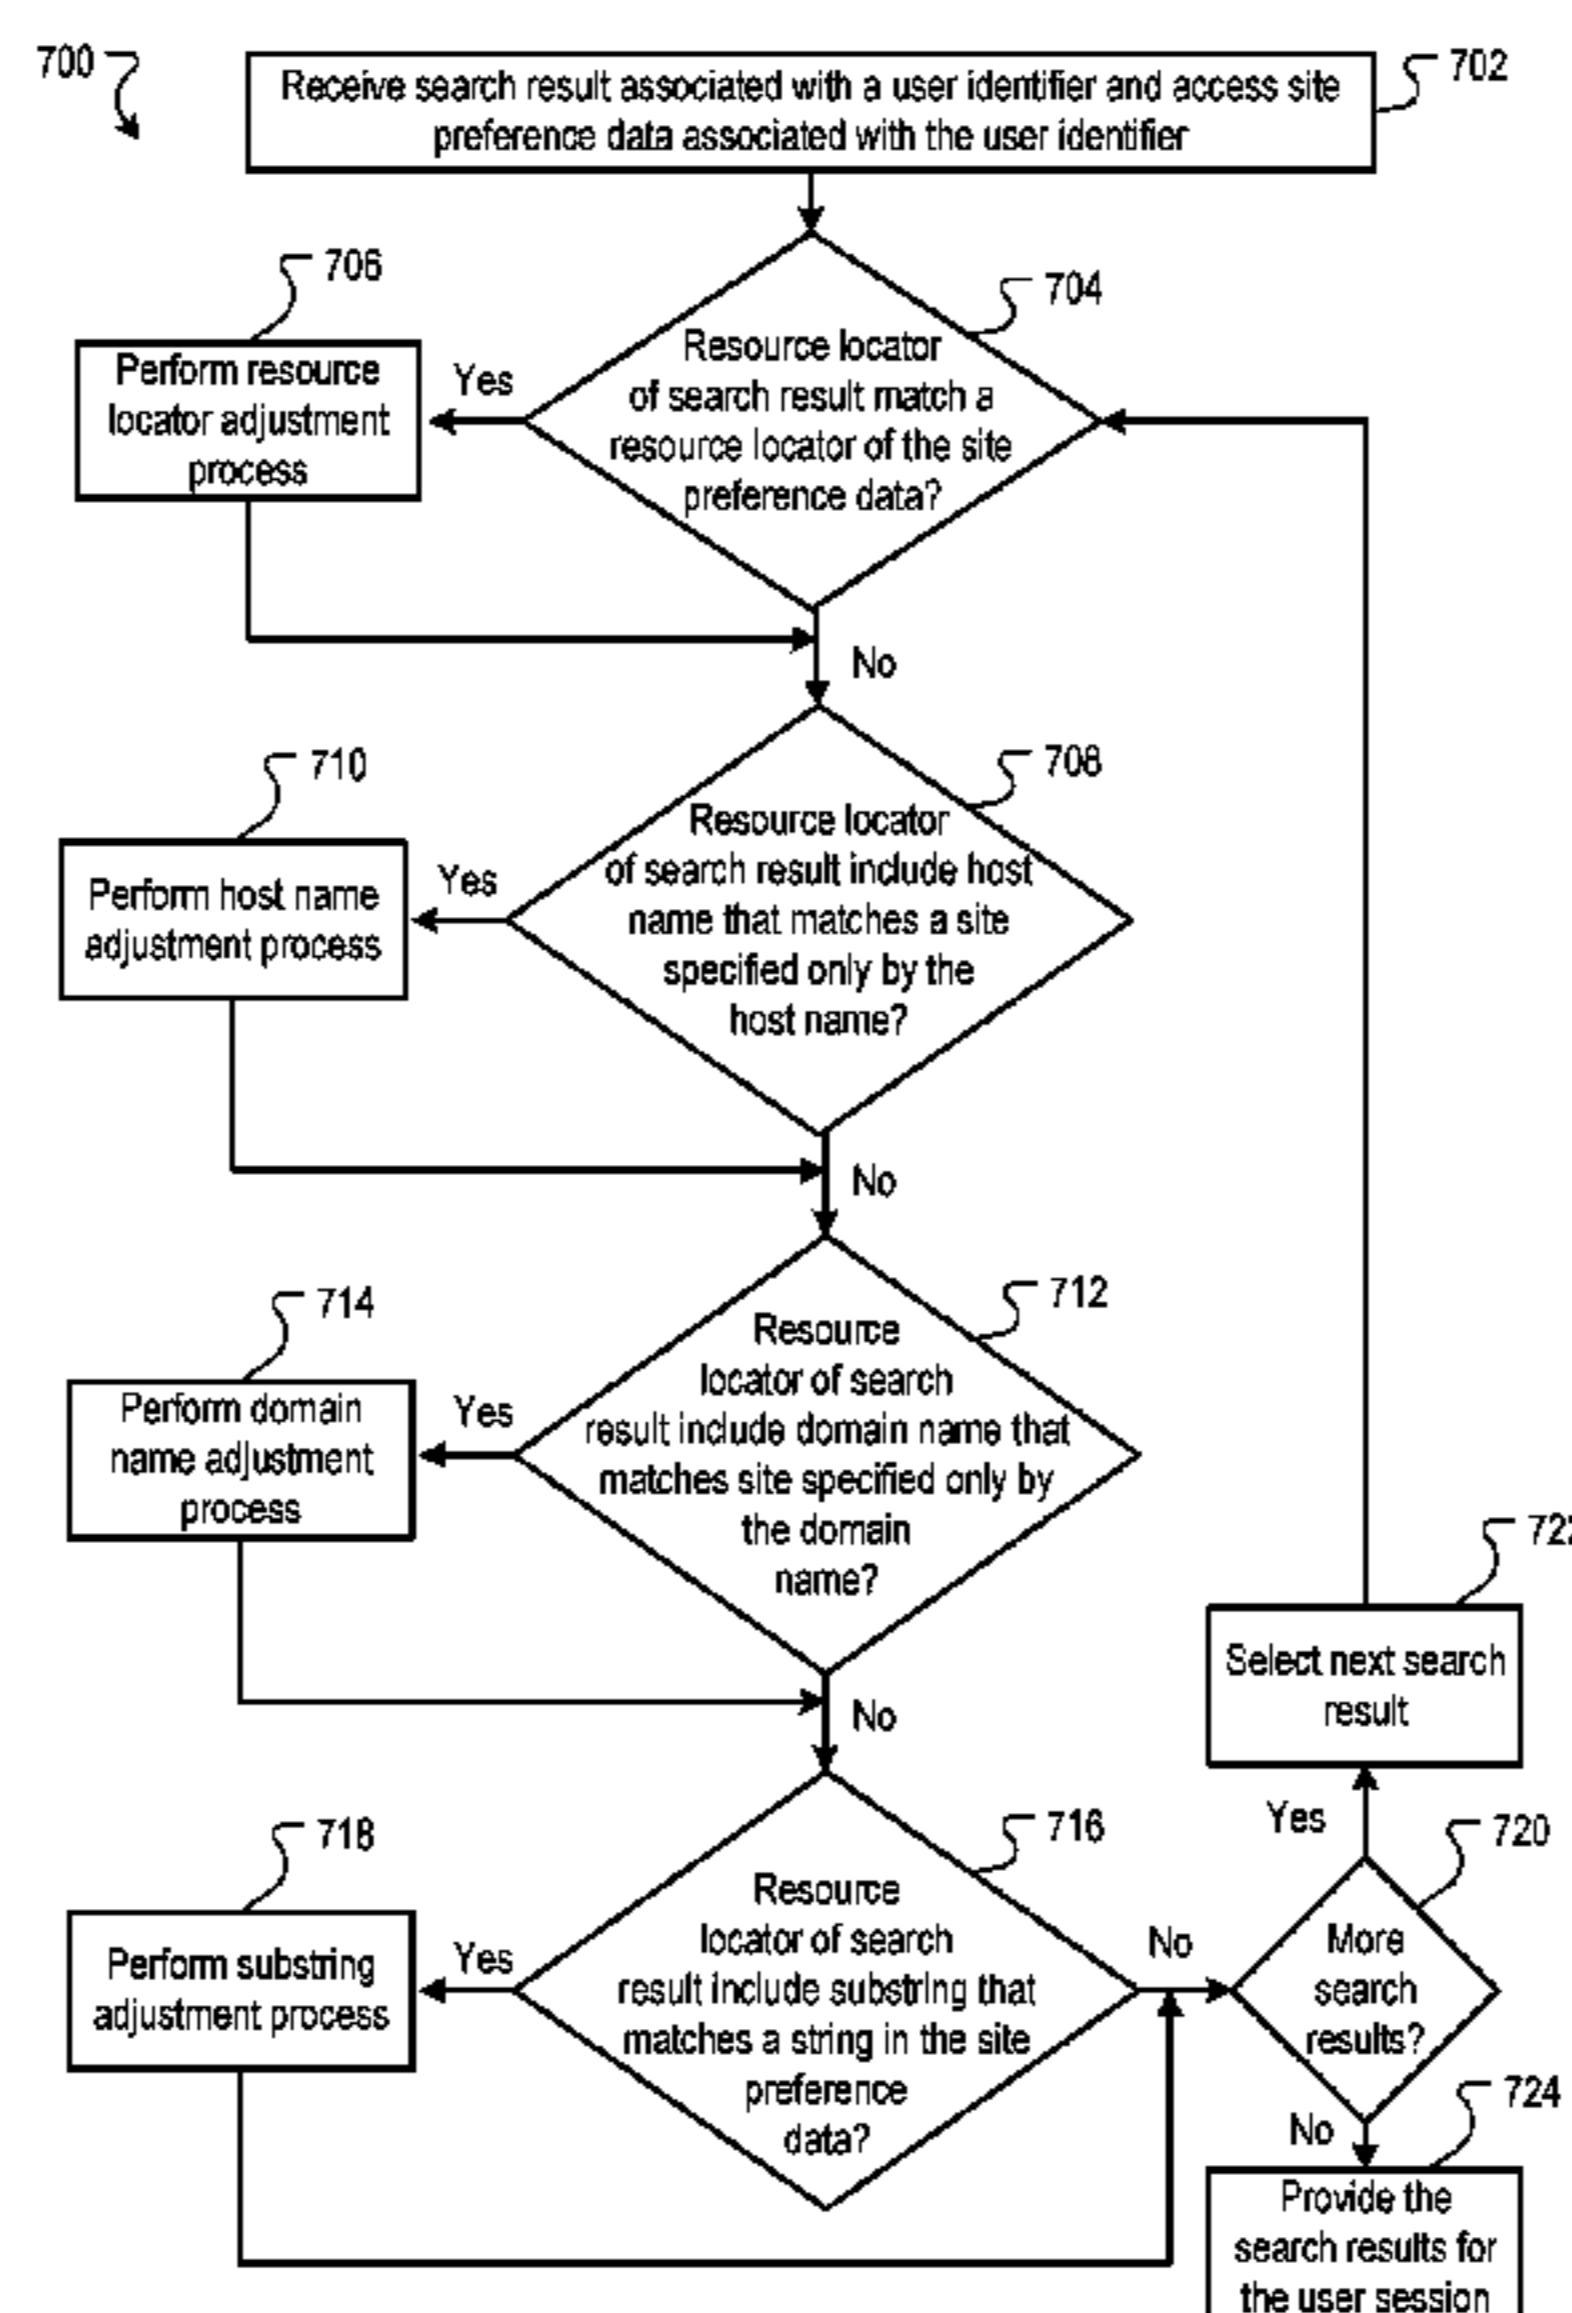 700
Receive search result associated with a user identifier and access site
preference data associated with the user identifier
702
706
704
Perform resource
locator adjustment
process
Yes
Resource locator
of search result match a
resource locator of the site
preference data?
No
710
708
Perform host name
adjustment process
Yes
Resource locator
of search result include host
name that matches a site
specified only by the
host name?
No
714
712
Perform domain
name adjustment
process
Yes
Resource
locator of search
result include domain name that
matches site specified only by
the domain
name?
No
722
Select next search
result
718
716
Yes
720
Perform substring
adjustment process
Yes
Resource
locator of search
result include substring that
matches a string in the site
preference
data?
No
More
search
results?
No
724
Provide the
search results for
the user session